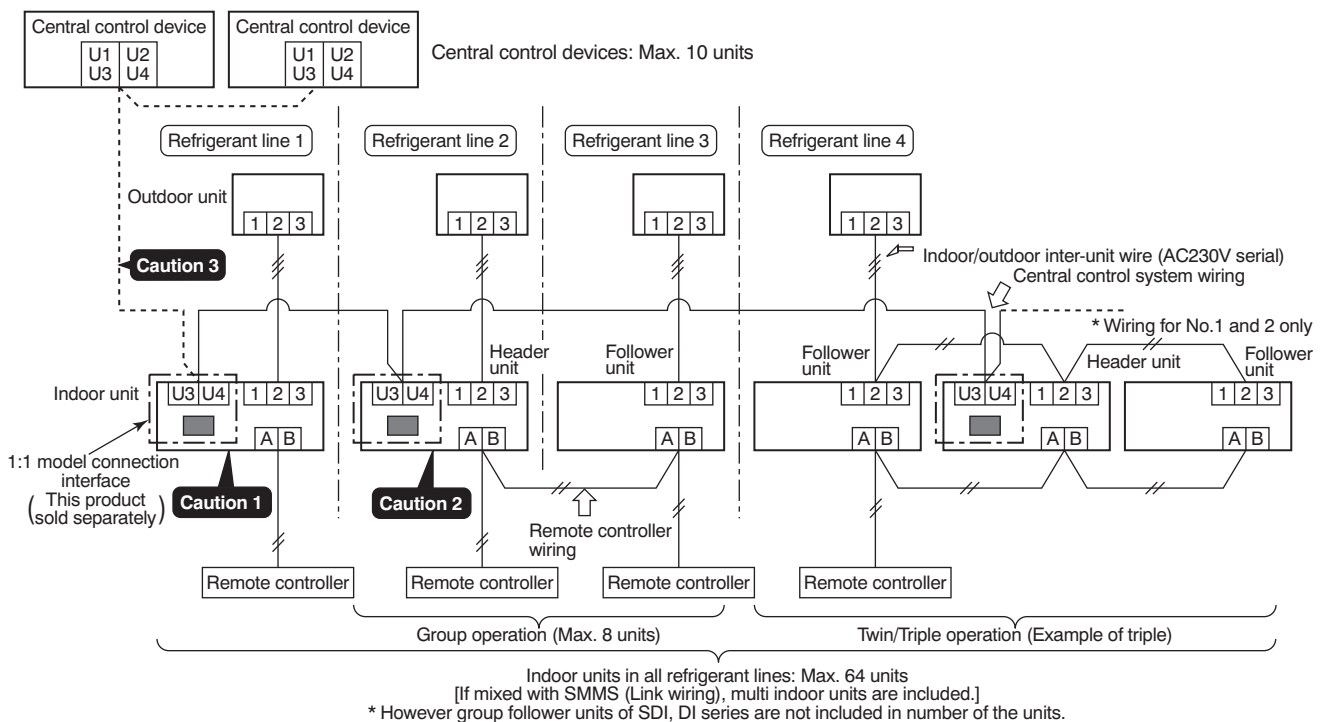 Central control device
U1 U2
U3 U4
Central control device
U1 U2
U3 U4
Central control devices: Max. 10 units
Refrigerant line 1
Refrigerant line 2
Refrigerant line 3
Refrigerant line 4
Outdoor unit
1 2 3
1 2 3
1 2 3
1 2 3
Caution 3
Indoor/outdoor inter-unit wire (AC230V serial)
Central control system wiring
* Wiring for No.1 and 2 only
Header
unit
Follower
unit
Follower
unit
Header unit
Follower
unit
Indoor unit
U3 U4
1 2 3
U3 U4
1 2 3
1 2 3
1 2 3
U3 U4
1 2 3
1 2 3
A B
A B
A B
A B
A B
A B
1:1 model connection
interface
(This product
sold separately)
Caution 1
Caution 2
Remote controller
wiring
Remote controller
Remote controller
Remote controller
Remote controller
Group operation (Max. 8 units)
Twin/Triple operation (Example of triple)
Indoor units in all refrigerant lines: Max. 64 units
[If mixed with SMMS (Link wiring), multi indoor units are included.]
* However group follower units of SDI, DI series are not included in number of the units.